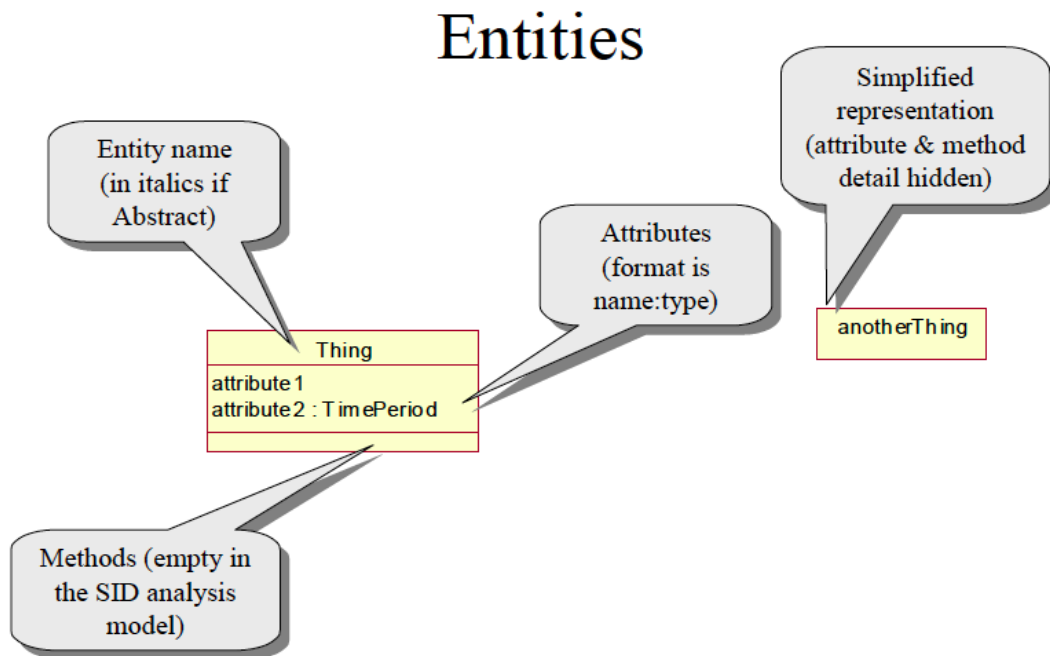 Entities
Simplified
representation
(attribute & method
detail hidden)
Entity name
(in italics if
Abstract)
Attributes
(format is
name:type)
anotherThing
Thing
attribute1
attribute2 : TimePeriod
Methods (empty in
the SID analysis
model)